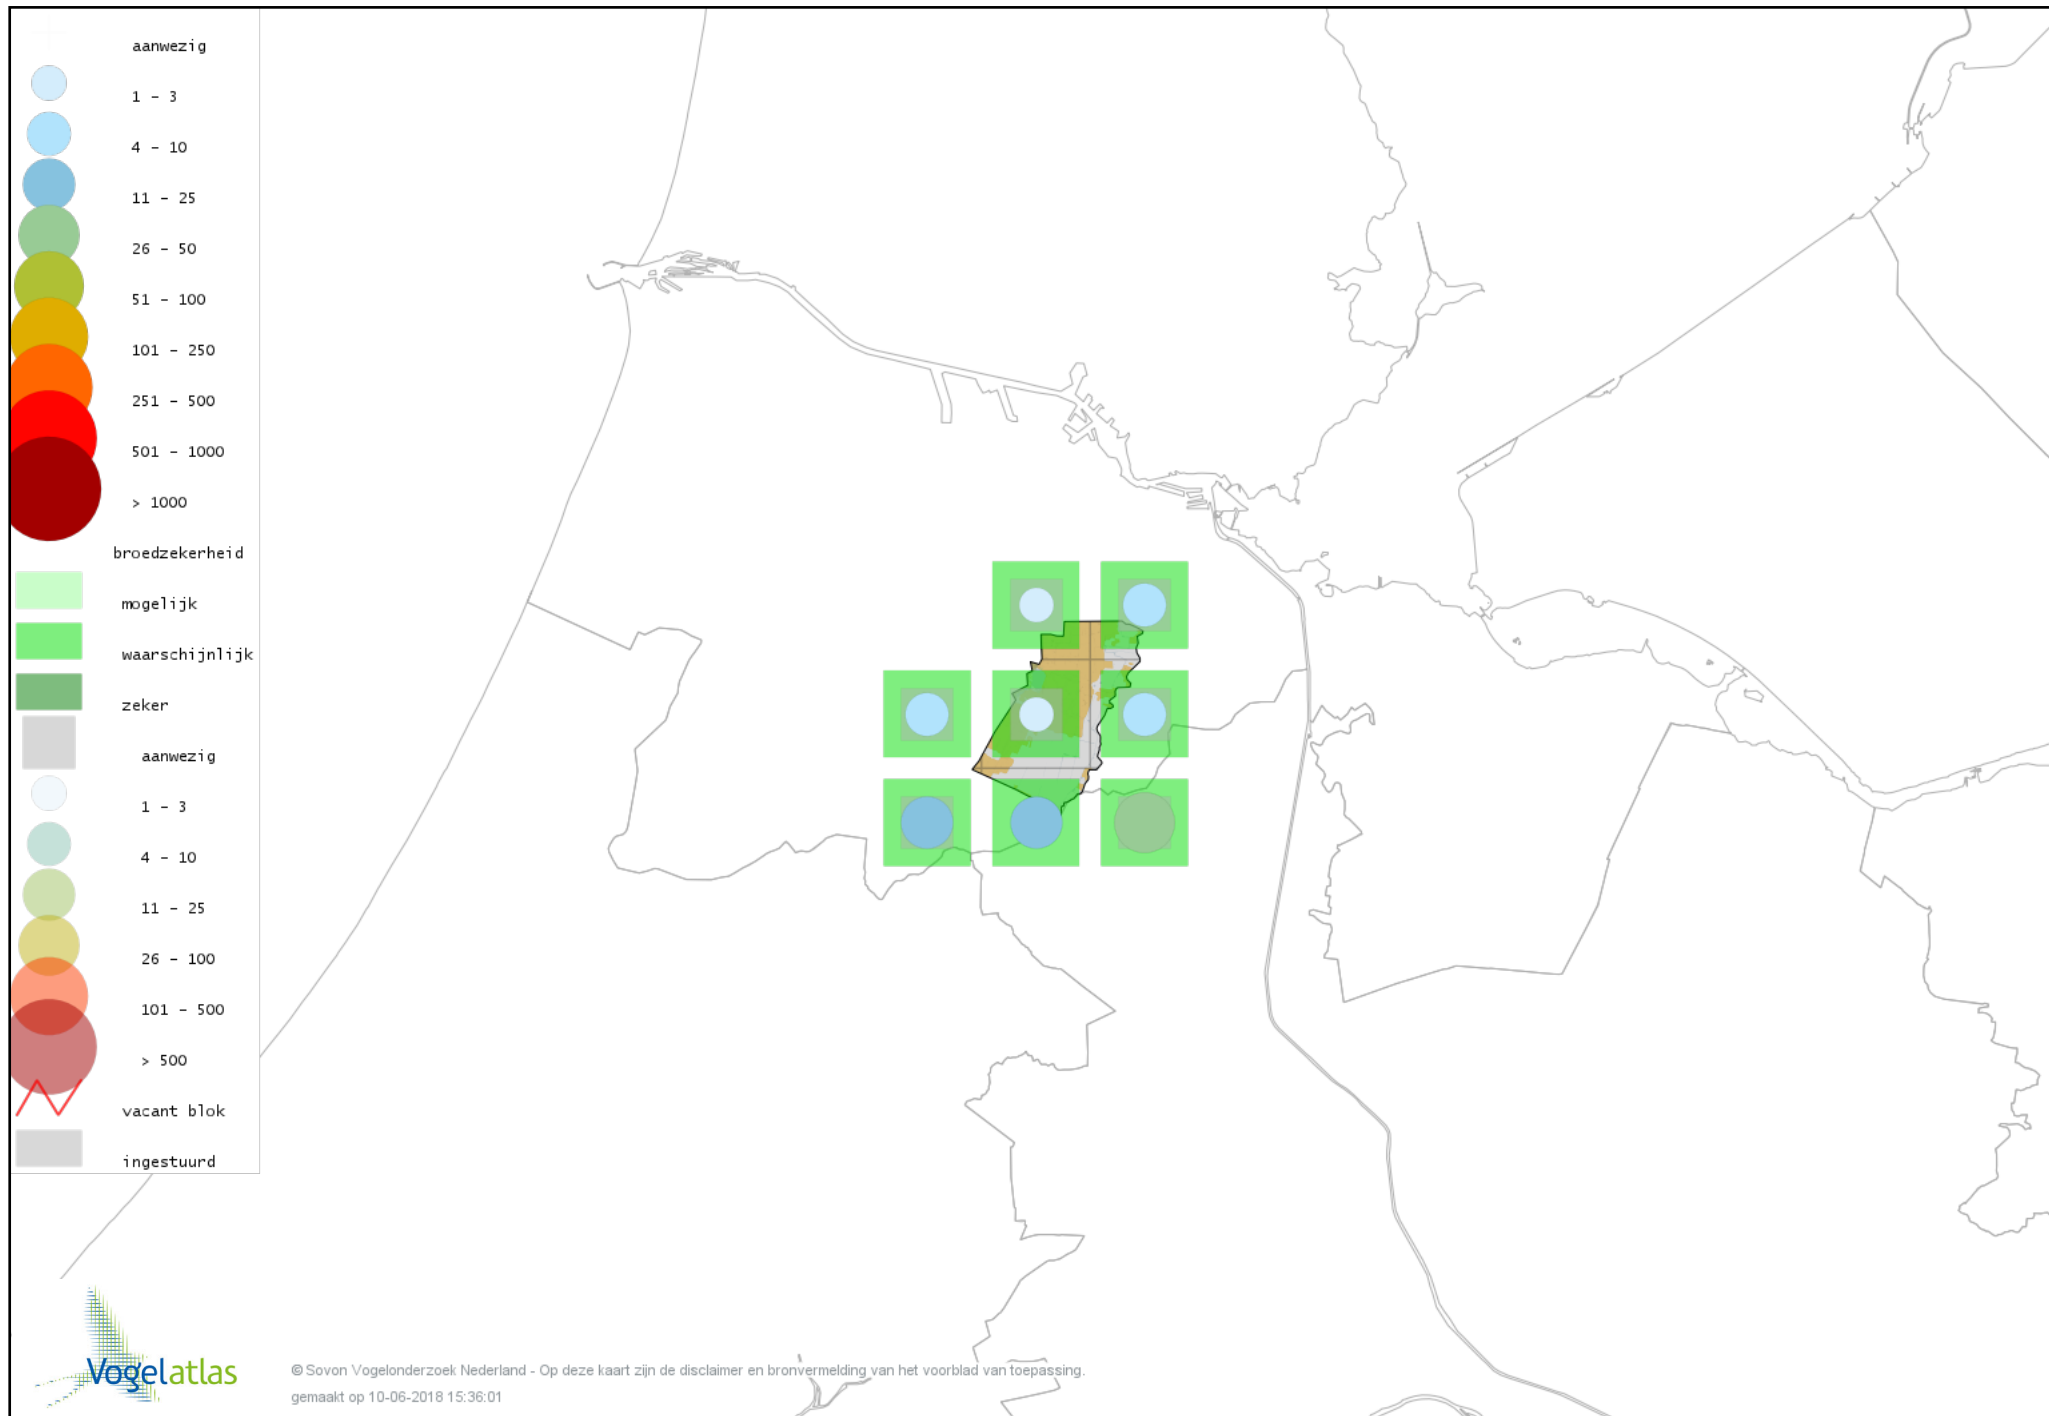 aanwezig
1 - 3
4 - 10
11 - 25
26 - 50
51 - 100
101 - 250
251 - 500
501 - 1000
> 1000
broedzekerheid
mogelijk
waarschijnlijk
zeker
aanwezig
1 - 3
4 - 10
11 - 25
26 - 100
101 - 500
> 500
vacant blok
ingestuurd
Vogelatlas
© Sovon Vogelonderzoek Nederland - Op deze kaart zijn de disclaimer en bronvermelding van het voorblad van toepassing.
gemaakt op 10-06-2018 15:36:01